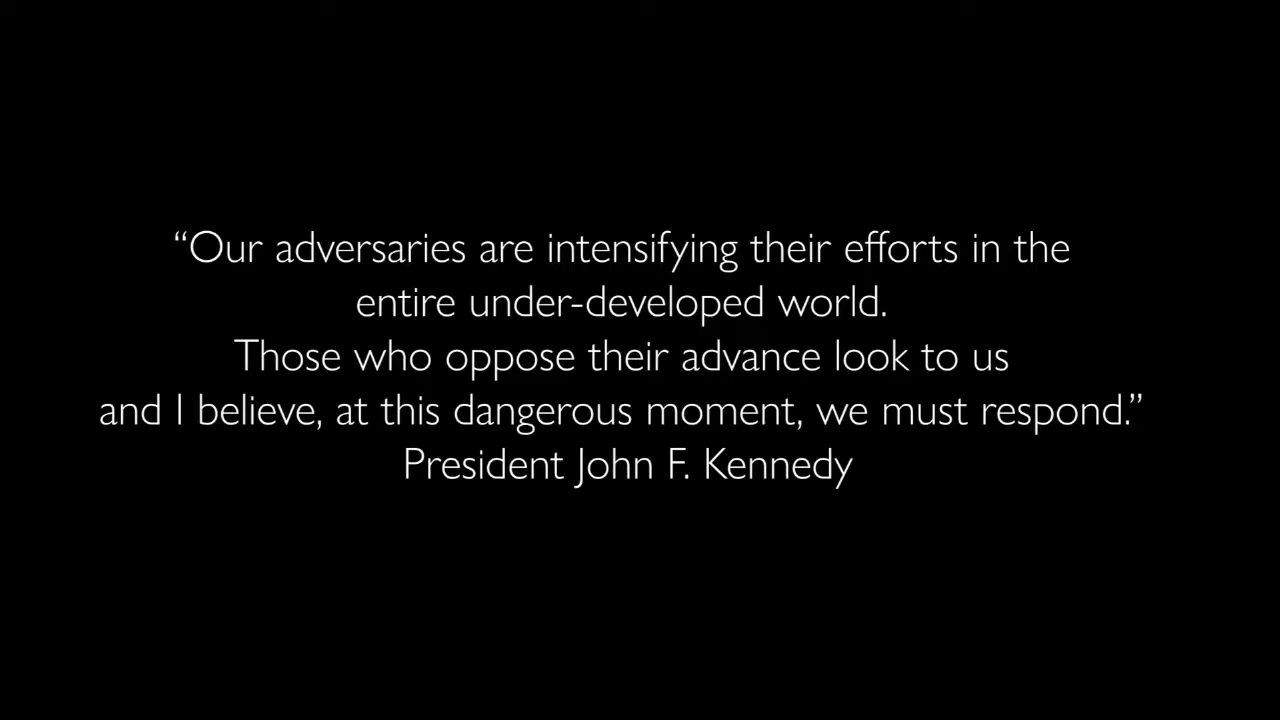 “Our adversaries are intensifying their efforts in the
entire under-developed world.
Those who oppose their advance look to us
and I believe, at this dangerous moment, we must respond.”
President John F. Kennedy